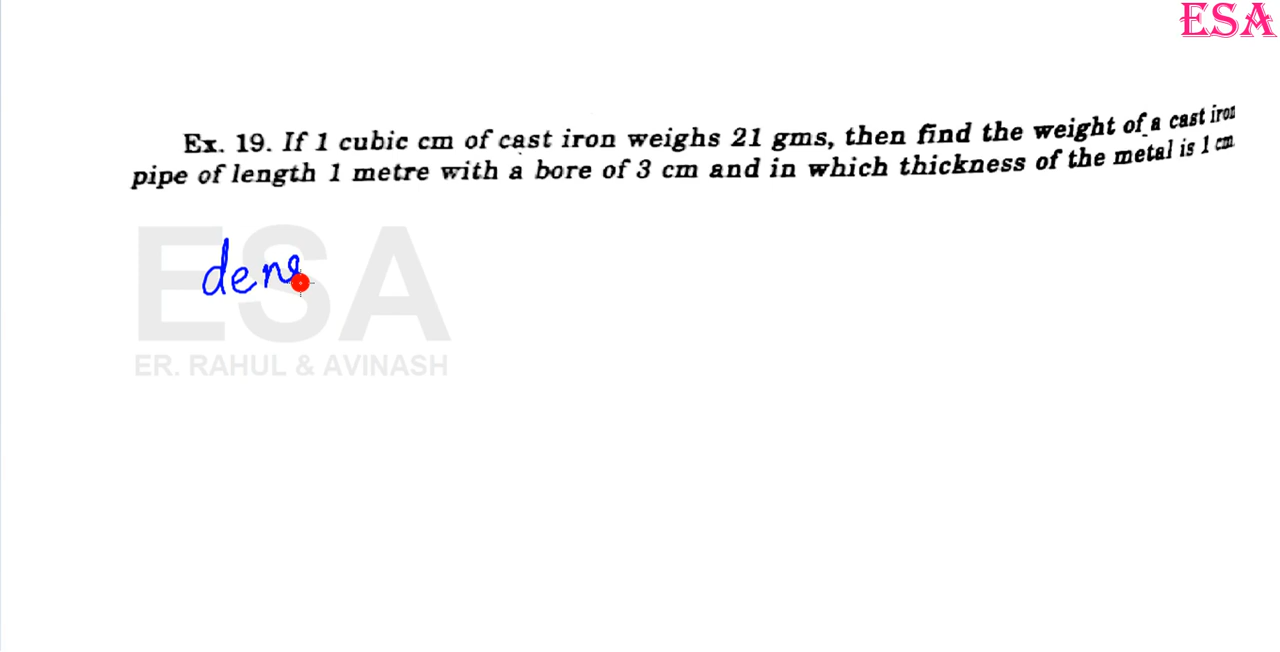 ESA
Ex. 19. If 1 cubic cm of cast iron weighs 21 gms, then find the weight of a cast iron
pipe of length 1 metre with a bore of 3 cm and in which thickness of the metal is 1 cm
dens
ESA
ER. RAHUL & AVINASH